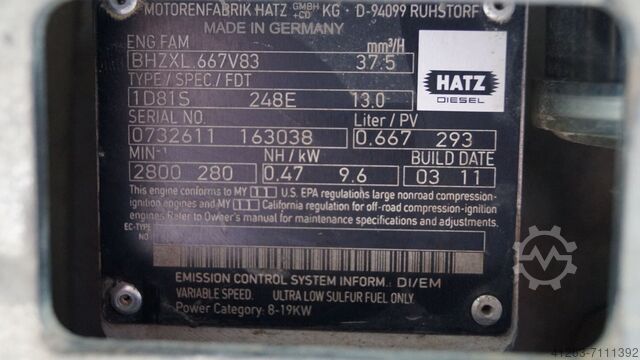 MOTORENFABRIK HATZ GMBH +CO KG · D-94099 RUHSTORF
MADE IN GERMANY
ENG FAM mm³/H
BHZXL.667V83 37.5
TYPE / SPEC / FDT
1D81S 248E 13.0
HATZ
DIESEL
SERIAL NO. Liter / PV
0732611 163038 0.667 293
MIN⁻¹ NH / kW BUILD DATE
2800 280 0.47 9.6 03 11
This engine conforms to MY 11 U.S. EPA regulations large nonroad compression-
ignition engines and MY 11 California regulation for off-road compression-ignition
engines. Refer to Owner's manual for maintenance specifications and adjustments.
EC-TYPE
NO
EMISSION CONTROL SYSTEM INFORM. DI/EM
VARIABLE SPEED. ULTRA LOW SULFUR FUEL ONLY.
Power Category: 8-19KW
41283-7111392